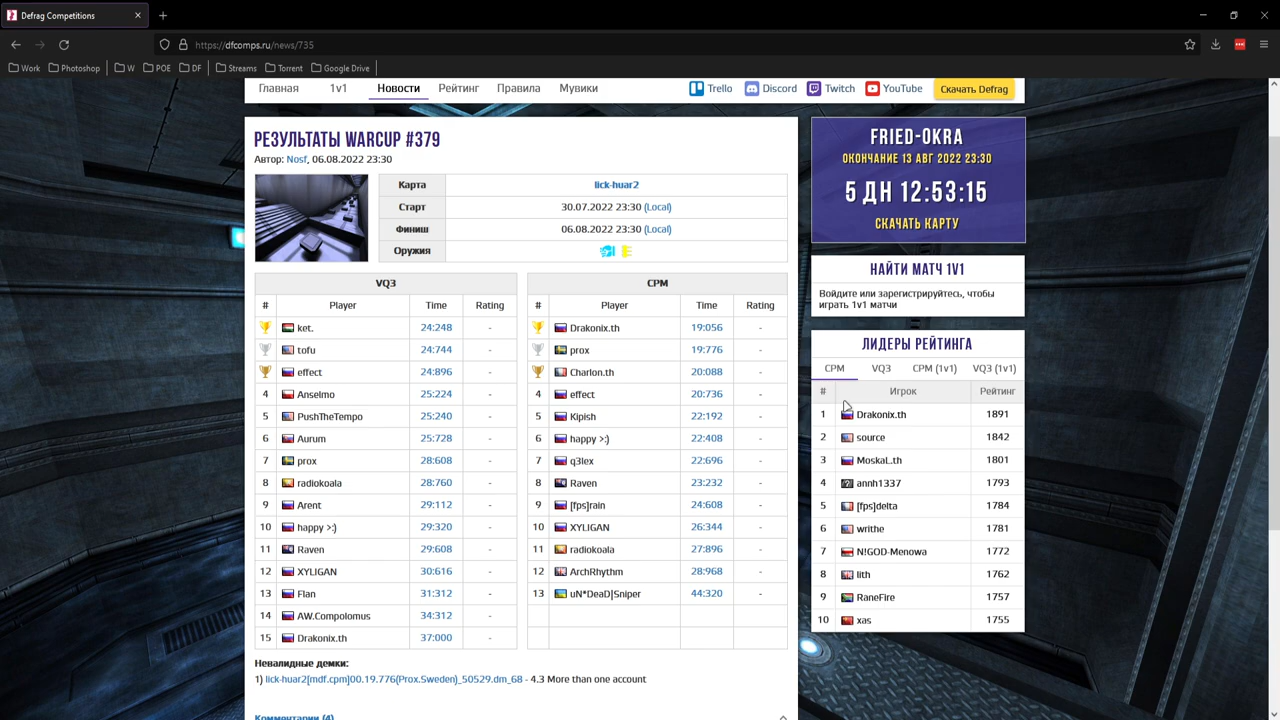 Defrag Competitions
https://dfcomps.ru/news/735
Work Photoshop W POE DF Streams Torrent Google Drive
Главная 1v1 Новости Рейтинг Правила Мувики Trello Discord Twitch YouTube Скачать Defrag
РЕЗУЛЬТАТЫ WARCUP #379
Автор: Nosf, 06.08.2022 23:30
Карта lick-huar2
Старт 30.07.2022 23:30 (Local)
Финиш 06.08.2022 23:30 (Local)
Оружия
VQ3
# Player Time Rating
ket. 24:248 -
tofu 24:744 -
effect 24:896 -
4 Anselmo 25:224 -
5 PushTheTempo 25:240 -
6 Aurum 25:728 -
7 prox 28:608 -
8 radiokoala 28:760 -
9 Arent 29:112 -
10 happy >:) 29:320 -
11 Raven 29:608 -
12 XYLIGAN 30:616 -
13 Flan 31:312 -
14 AW.Compolomus 34:312 -
15 Drakonix.th 37:000 -
CPM
# Player Time Rating
Drakonix.th 19:056 -
prox 19:776 -
Charlon.th 20:088 -
4 effect 20:736 -
5 Kipish 22:192 -
6 happy >:) 22:408 -
7 q3lex 22:696 -
8 Raven 23:232 -
9 [fps]rain 24:608 -
10 XYLIGAN 26:344 -
11 radiokoala 27:896 -
12 ArchRhythm 28:968 -
13 uN*DeaD|Sniper 44:320 -
Невалидные демки:
1) lick-huar2[mdf.cpm]00.19.776(Prox.Sweden)_50529.dm_68 - 4.3 More than one account
Комментарии (4)
FRIED-OKRA
ОКОНЧАНИЕ 13 АВГ 2022 23:30
5 ДН 12:53:15
СКАЧАТЬ КАРТУ
НАЙТИ МАТЧ 1V1
Войдите или зарегистрируйтесь, чтобы
играть 1v1 матчи
ЛИДЕРЫ РЕЙТИНГА
CPM VQ3 CPM (1v1) VQ3 (1v1)
# Игрок Рейтинг
1 Drakonix.th 1891
2 source 1842
3 MoskaL.th 1801
4 annh1337 1793
5 [fps]delta 1784
6 writhe 1781
7 N!GOD-Menowa 1772
8 lith 1762
9 RaneFire 1757
10 xas 1755